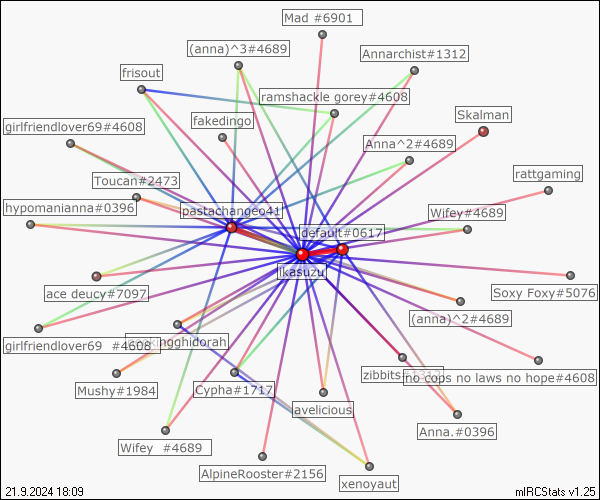 Mad #6901
(anna)^3#4689
Annarchist#1312
frisout
ramshackle gorey#4608
Skalman
girlfriendlover69#4608
fakedingo
Anna^2#4689
rattgaming
Toucan#2473
hypomanianna#0396
pastachangeo41
Wifey#4689
default#0617
ikasuzu
ace deucy#7097
Soxy Foxy#5076
(anna)^2#4689
girlfriendlover69 #4608
zibbits#1312
no cops no laws no hope#4608
Mushy#1984
Cypha#1717
avelicious
Anna.#0396
Wifey #4689
AlpineRooster#2156
xenoyaut
21.9.2024 18:09
mIRCStats v1.25